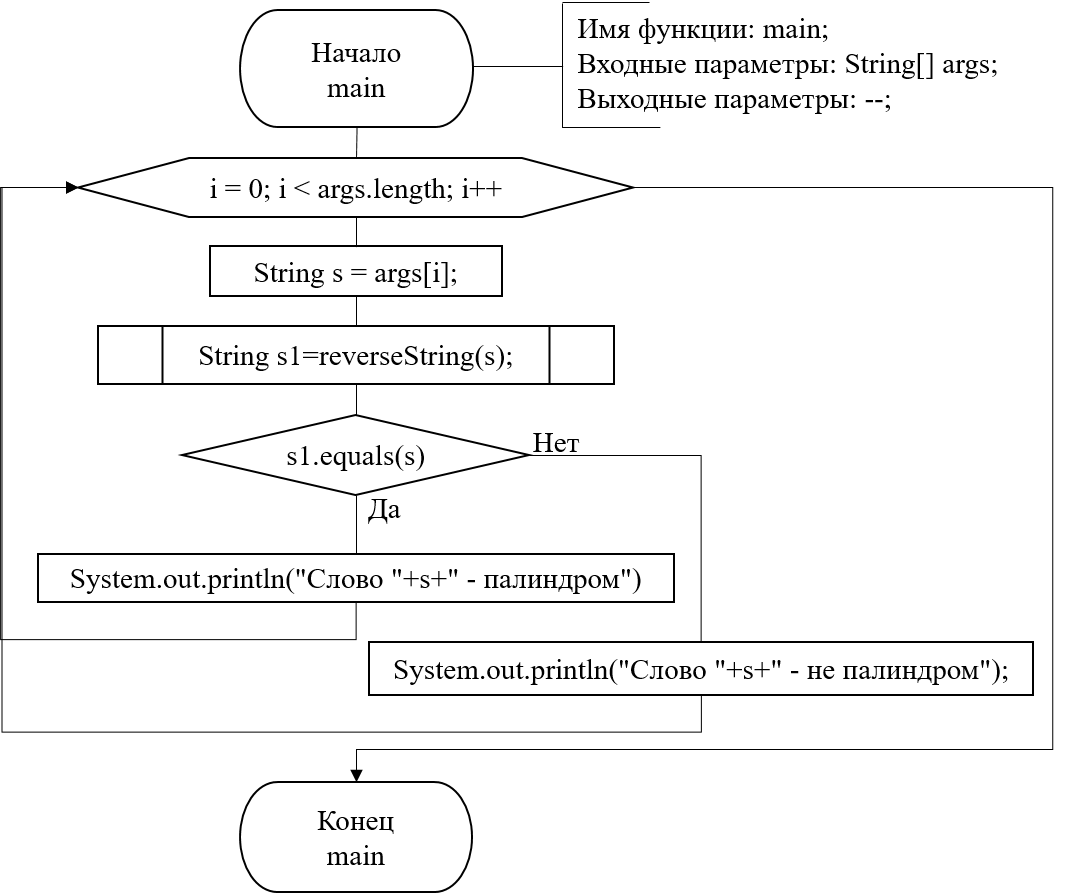 Начало
main
Имя функции: main;
Входные параметры: String[] args;
Выходные параметры: --;
i = 0; i < args.length; i++
String s = args[i];
String s1=reverseString(s);
s1.equals(s)
Нет
Да
System.out.println("Слово "+s+" - палиндром")
System.out.println("Слово "+s+" - не палиндром");
Конец
main